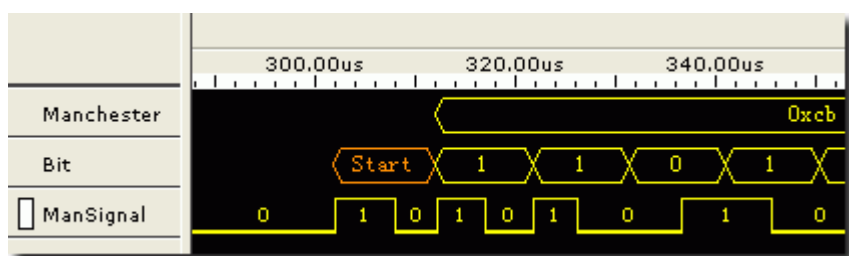 300.00us 320.00us 340.00us
Manchester 0xcb
Bit Start 1 1 0 1
ManSignal 0 1 0 1 0 1 0 1 0